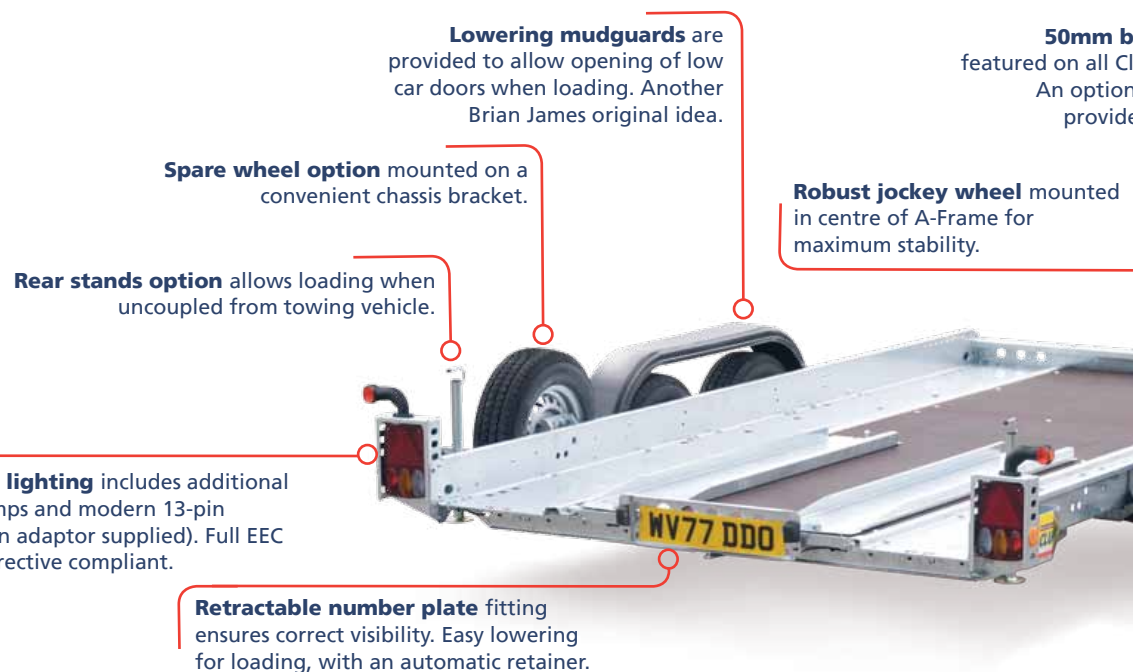 Lowering mudguards are
provided to allow opening of low
car doors when loading. Another
Brian James original idea.
50mm b
featured on all Cl
An option
provide
Spare wheel option mounted on a
convenient chassis bracket.
Robust jockey wheel mounted
in centre of A-Frame for
maximum stability.
Rear stands option allows loading when
uncoupled from towing vehicle.
lighting includes additional
mps and modern 13-pin
n adaptor supplied). Full EEC
rective compliant.
WV77 DDO
Retractable number plate fitting
ensures correct visibility. Easy lowering
for loading, with an automatic retainer.